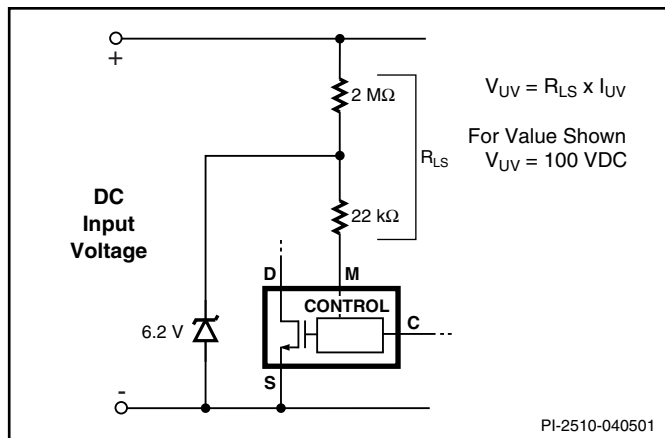 +
2 MΩ
V_UV = R_LS x I_UV
For Value Shown
V_UV = 100 VDC
R_LS
DC
Input
Voltage
22 kΩ
D
M
CONTROL
C
6.2 V
S
-
PI-2510-040501